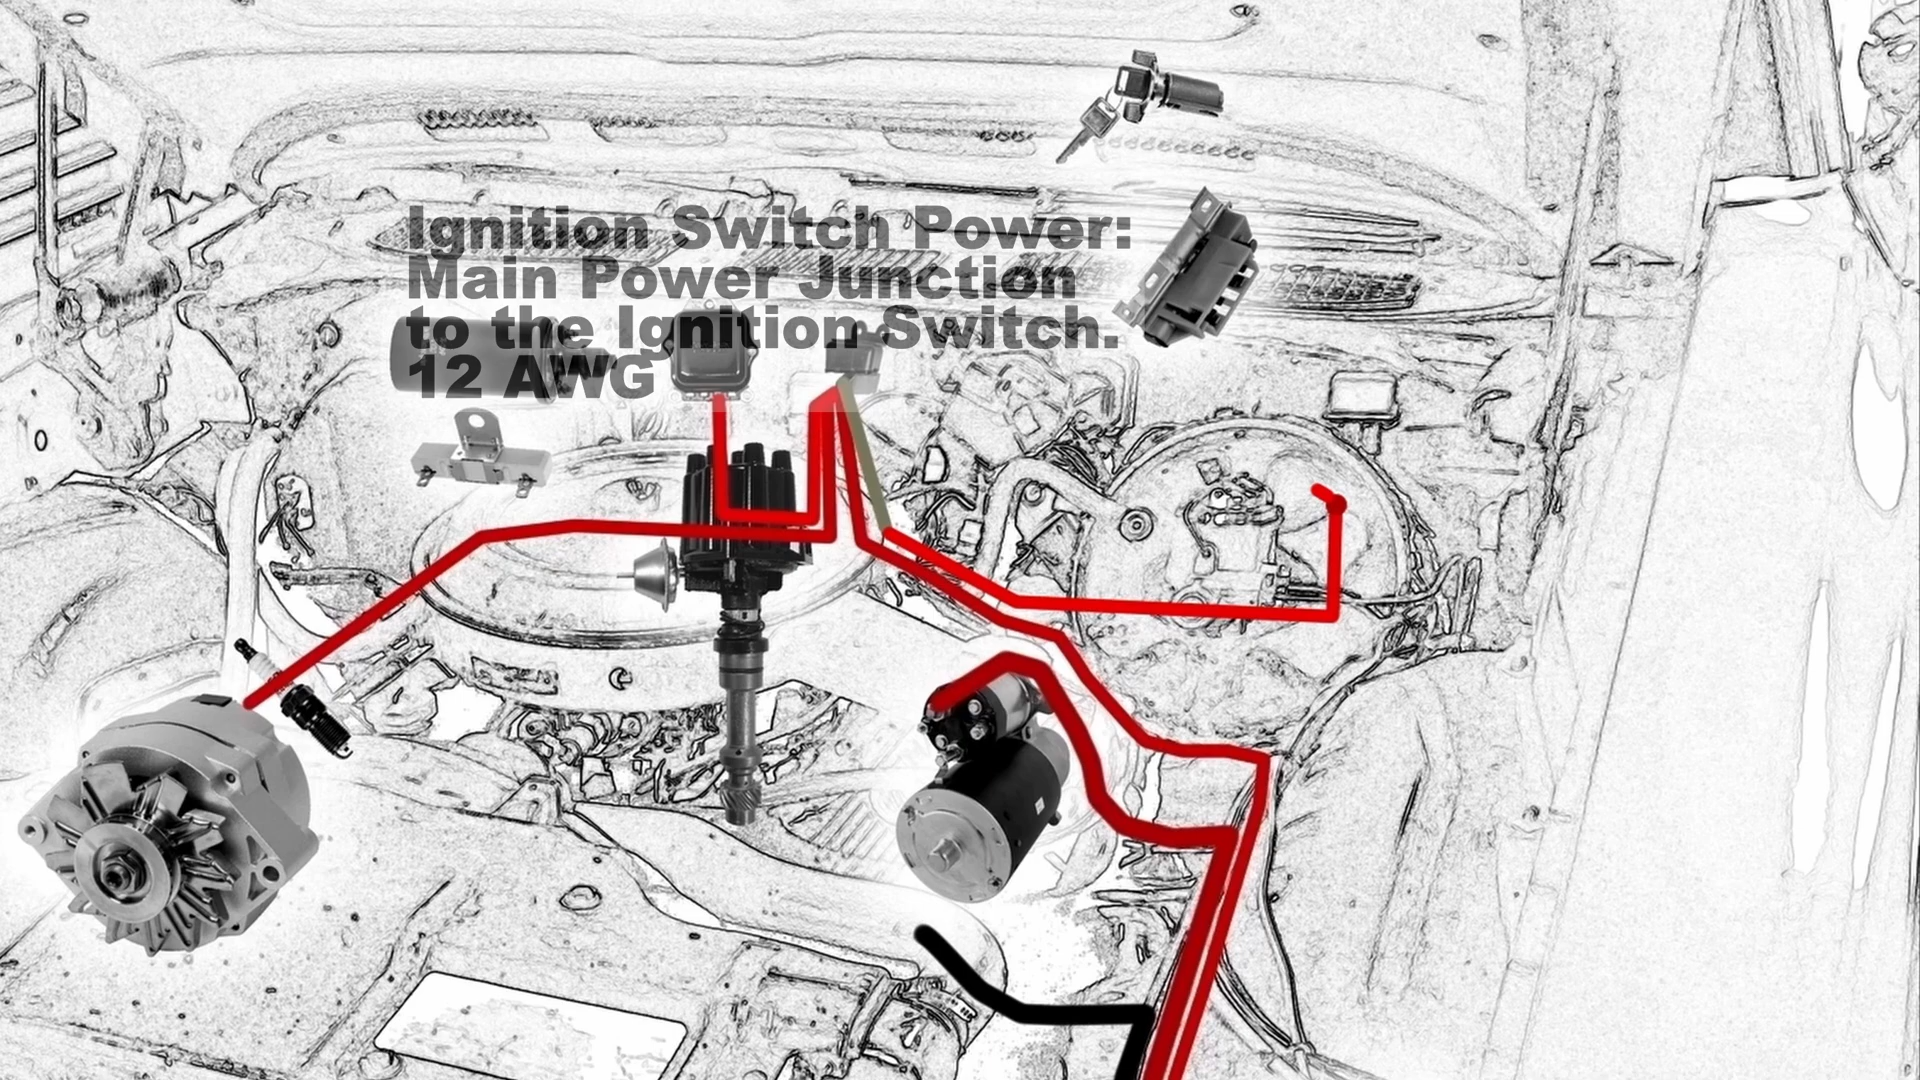 Ignition Switch Power:
Main Power Junction
to the Ignition Switch.
12 AWG